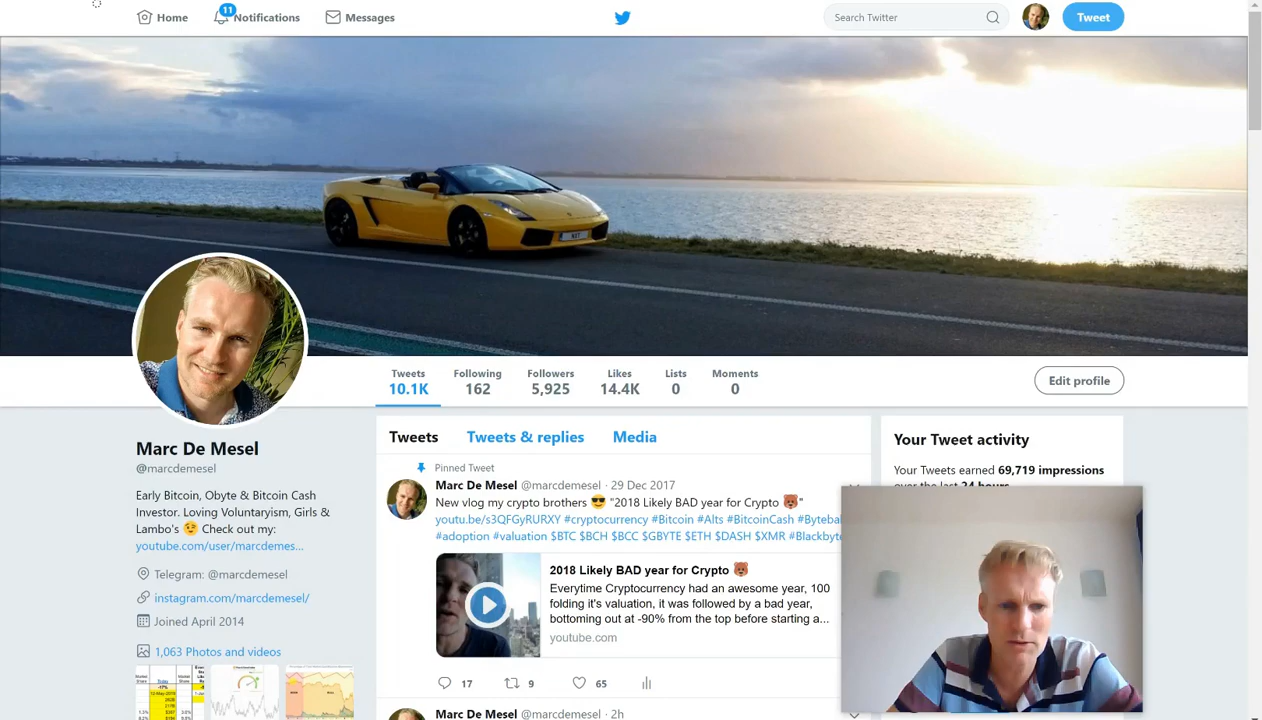 Home
11
Notifications
Messages
Search Twitter
Tweet
Tweets
10.1K
Following
162
Followers
5,925
Likes
14.4K
Lists
0
Moments
0
Edit profile
Marc De Mesel
@marcdemesel
Early Bitcoin, Obyte & Bitcoin Cash
Investor. Loving Voluntaryism, Girls &
Lambo's 😉 Check out my:
youtube.com/user/marcdemes...
Telegram: @marcdemesel
instagram.com/marcdemesel/
Joined April 2014
1,063 Photos and videos
Tweets
Tweets & replies
Media
Pinned Tweet
Marc De Mesel @marcdemesel · 29 Dec 2017
New vlog my crypto brothers 😎 "2018 Likely BAD year for Crypto 🐻"
youtu.be/s3QFGyRURXY #cryptocurrency #Bitcoin #Alts #BitcoinCash #Byteba
#adoption #valuation $BTC $BCH $BCC $GBYTE $ETH $DASH $XMR #Blackbyte
2018 Likely BAD year for Crypto 🐻
Everytime Cryptocurrency had an awesome year, 100
folding it's valuation, it was followed by a bad year,
bottoming out at -90% from the top before starting a...
youtube.com
17
9
65
Marc De Mesel @marcdemesel · 2h
Your Tweet activity
Your Tweets earned 69,719 impressions
over the last 24 hours